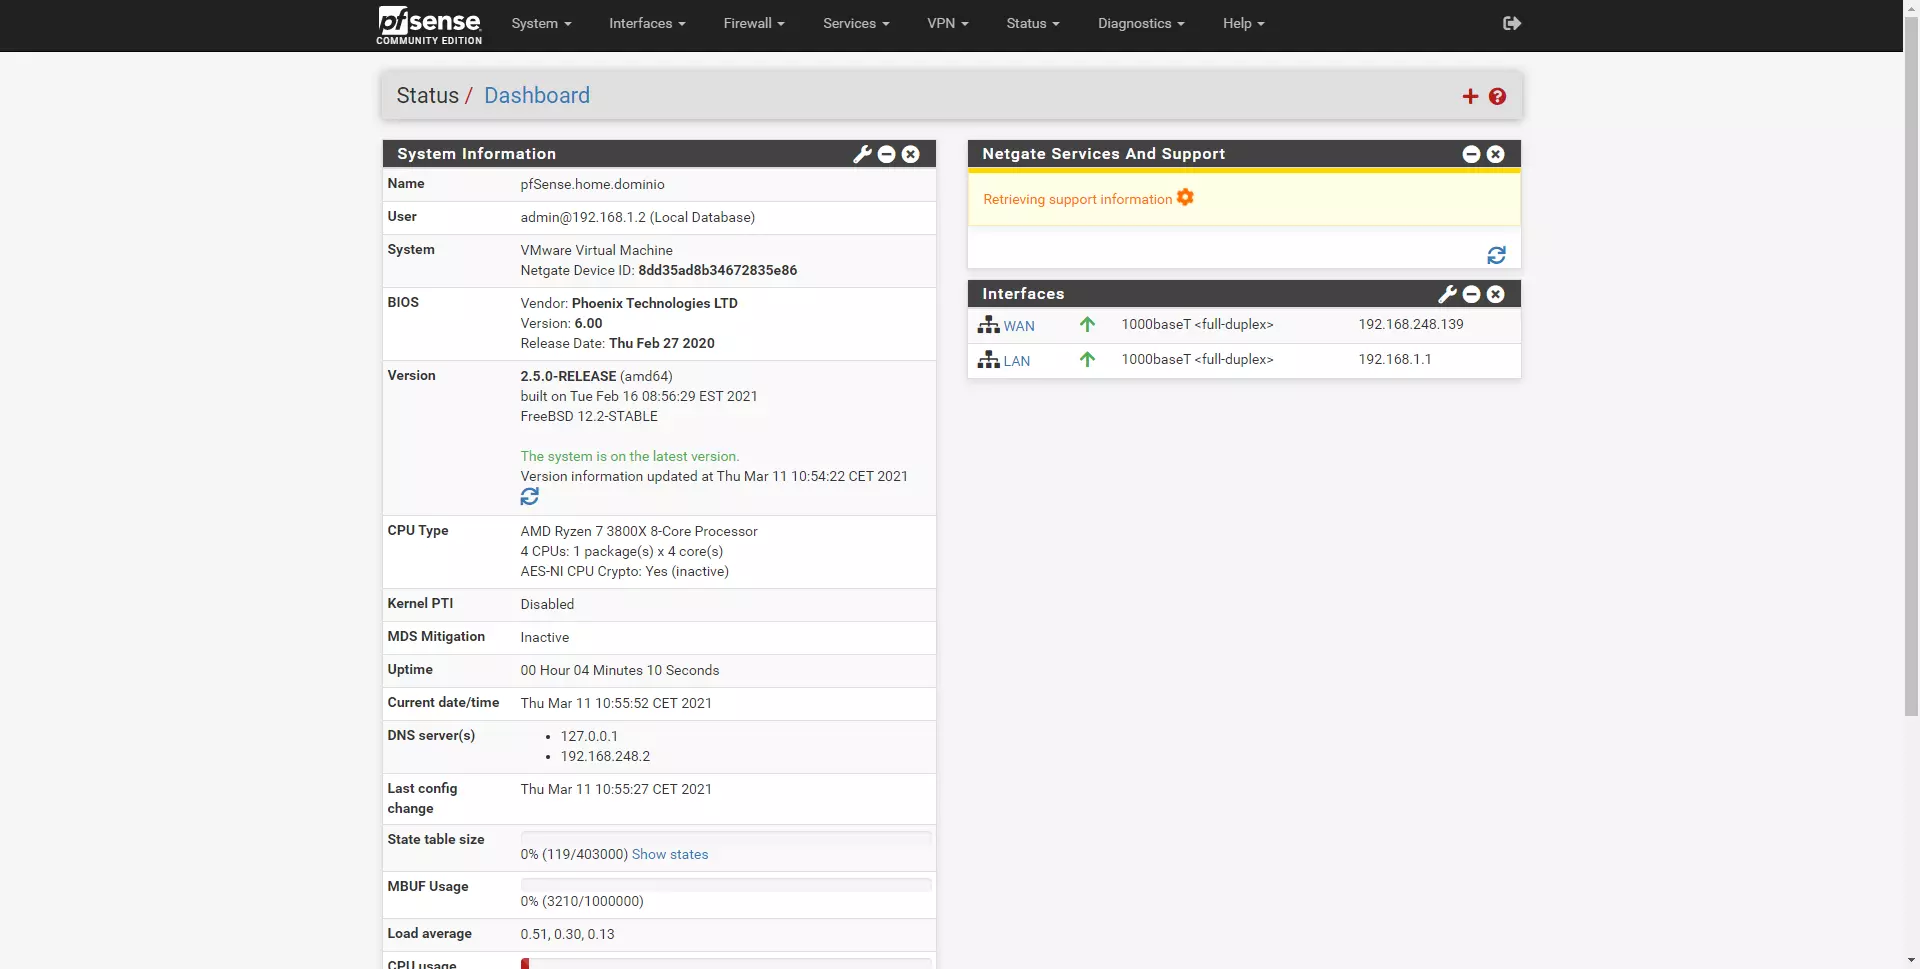 pfsense
COMMUNITY EDITION
System
Interfaces
Firewall
Services
VPN
Status
Diagnostics
Help
Status / Dashboard
System Information
Name pfSense.home.dominio
User admin@192.168.1.2 (Local Database)
System VMware Virtual Machine
Netgate Device ID: 8dd35ad8b34672835e86
BIOS Vendor: Phoenix Technologies LTD
Version: 6.00
Release Date: Thu Feb 27 2020
Version 2.5.0-RELEASE (amd64)
built on Tue Feb 16 08:56:29 EST 2021
FreeBSD 12.2-STABLE
The system is on the latest version.
Version information updated at Thu Mar 11 10:54:22 CET 2021
CPU Type AMD Ryzen 7 3800X 8-Core Processor
4 CPUs: 1 package(s) x 4 core(s)
AES-NI CPU Crypto: Yes (inactive)
Kernel PTI Disabled
MDS Mitigation Inactive
Uptime 00 Hour 04 Minutes 10 Seconds
Current date/time Thu Mar 11 10:55:52 CET 2021
DNS server(s) • 127.0.0.1
• 192.168.248.2
Last config change Thu Mar 11 10:55:27 CET 2021
State table size 0% (119/403000) Show states
MBUF Usage 0% (3210/1000000)
Load average 0.51, 0.30, 0.13
CPU usage
Netgate Services And Support
Retrieving support information
Interfaces
WAN 1000baseT <full-duplex> 192.168.248.139
LAN 1000baseT <full-duplex> 192.168.1.1